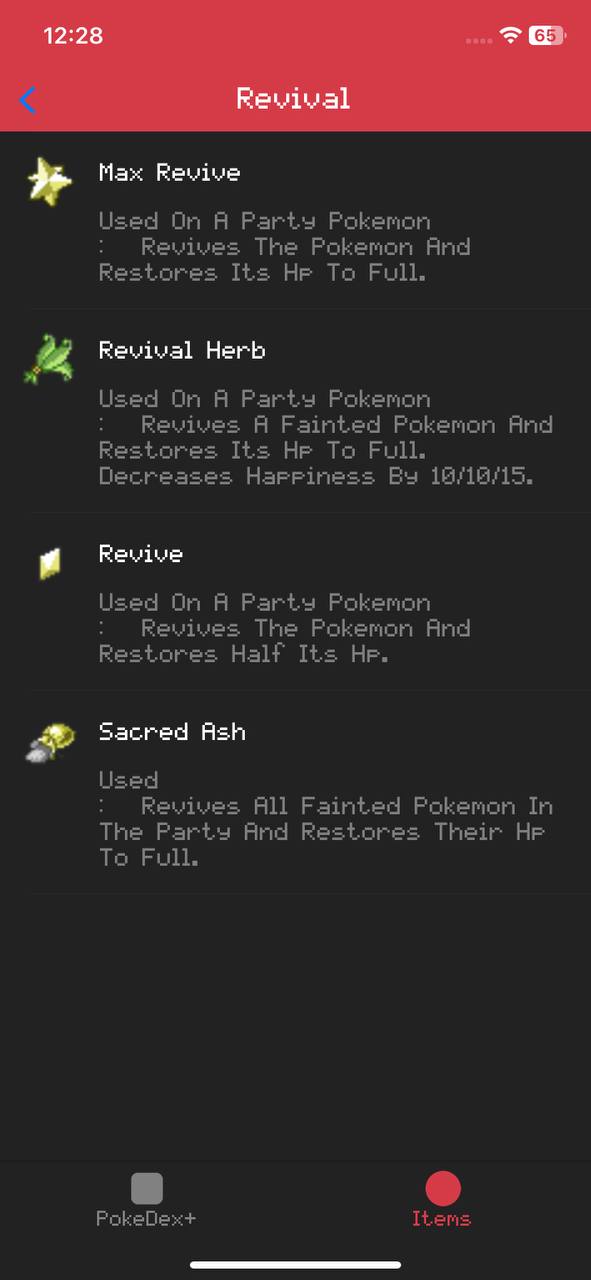 12:28
65
Revival
Max Revive
Used On A Party Pokemon
:   Revives The Pokemon And
Restores Its Hp To Full.
Revival Herb
Used On A Party Pokemon
:   Revives A Fainted Pokemon And
Restores Its Hp To Full.
Decreases Happiness By 10/10/15.
Revive
Used On A Party Pokemon
:   Revives The Pokemon And
Restores Half Its Hp.
Sacred Ash
Used
:   Revives All Fainted Pokemon In
The Party And Restores Their Hp
To Full.
PokeDex+
Items